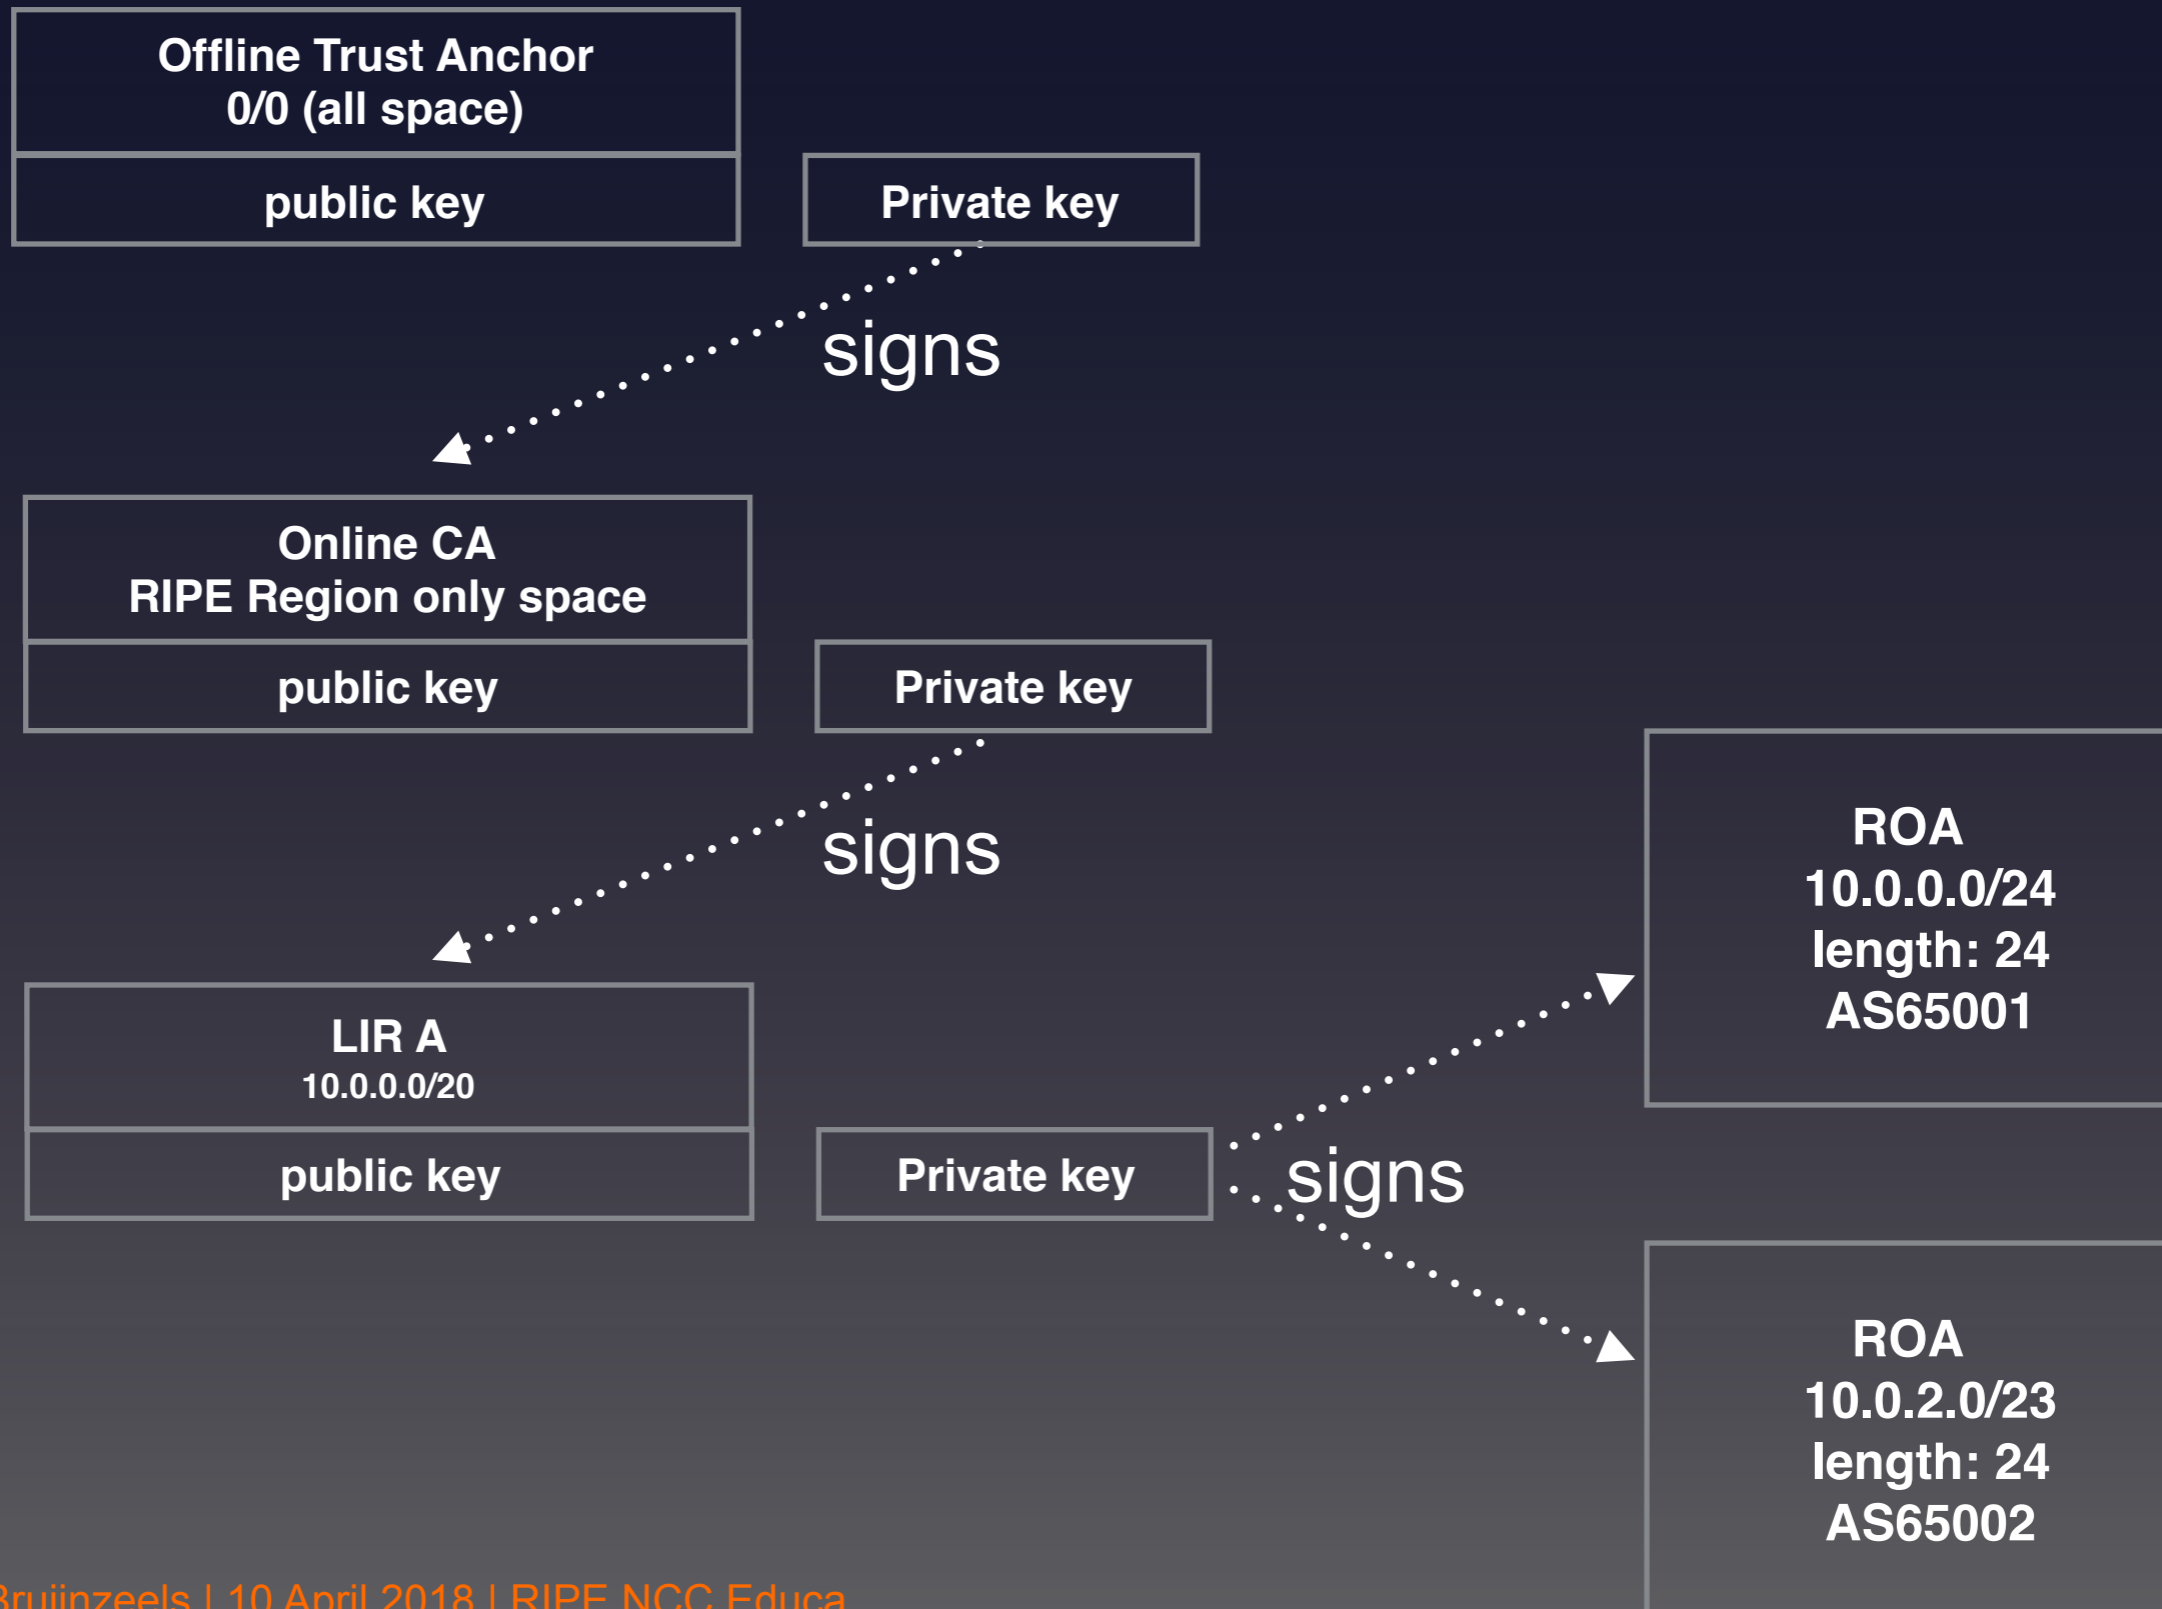 Offline Trust Anchor
0/0 (all space)
public key
Private key
signs
Online CA
RIPE Region only space
public key
Private key
signs
LIR A
10.0.0.0/20
public key
Private key
signs
ROA
10.0.0.0/24
length: 24
AS65001
ROA
10.0.2.0/23
length: 24
AS65002
Bruijnzeels | 10 April 2018 | RIPE NCC Educa